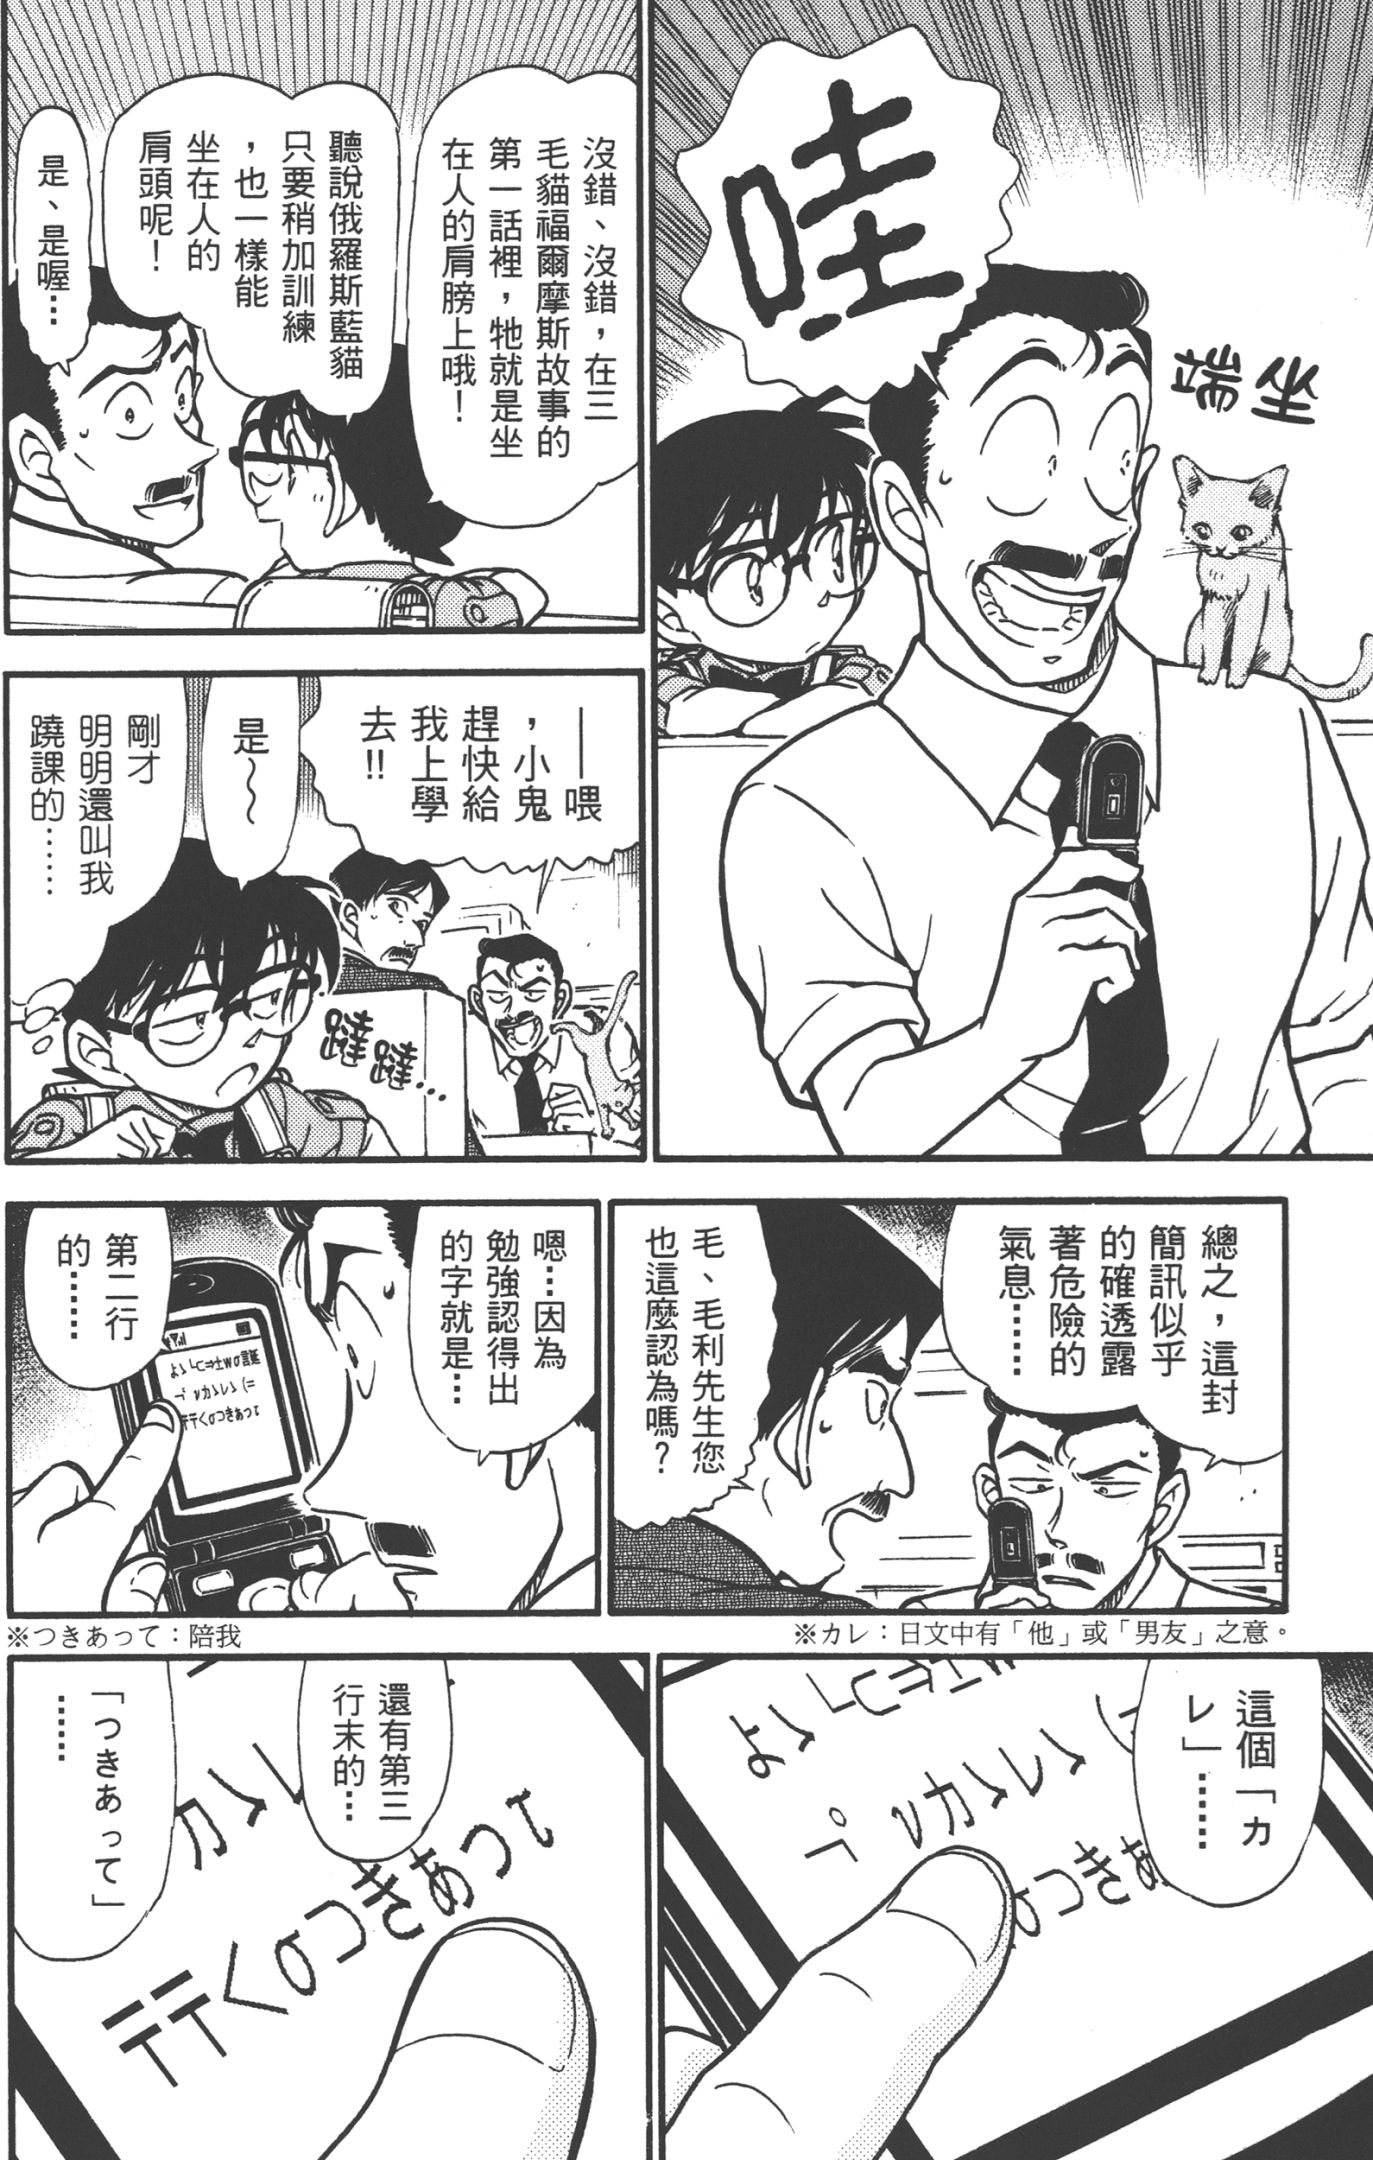 哇
端坐
沒錯、沒錯，在三
毛貓福爾摩斯故事的
第一話裡，牠就是坐
在人的肩膀上哦！
聽說俄羅斯藍貓
只要稍加訓練
，也一樣能
坐在人的
肩頭呢！
是、是喔…
——喂
，小鬼
趕快給
我上學
去!!
躂躂…
是～～
剛才
明明還叫我
蹺課的……
總之，這封
簡訊似乎
的確透露
著危險的
氣息……
毛、毛利先生您
也這麼認為嗎？
嗯…因為
勉強認得出
的字就是…
第二行
的……
※カレ：日文中有「他」或「男友」之意。
※つきあって：陪我
這個「カ
レ」……
還有第三
行末的…
「つきあって」
……